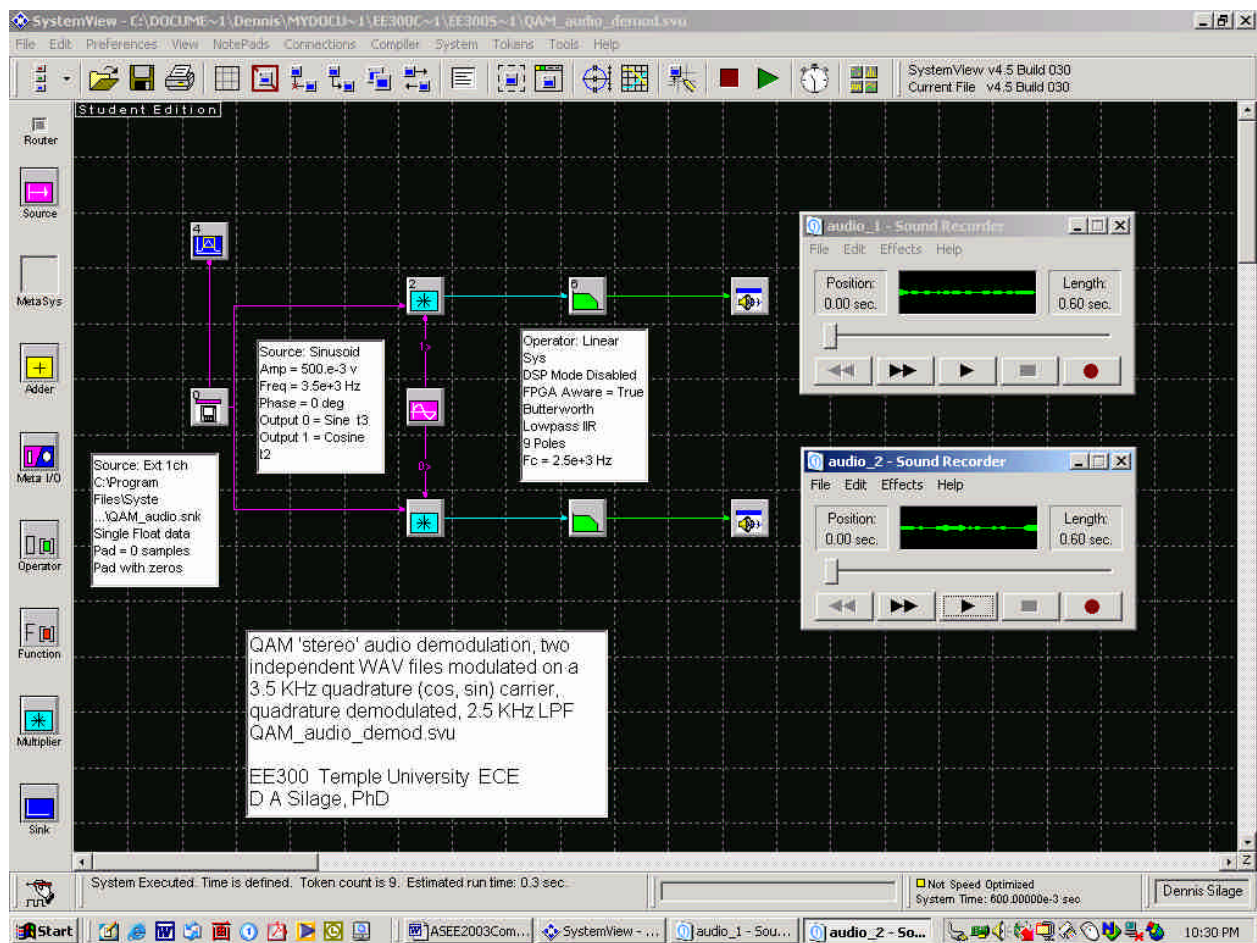 SystemView - C:\DOCUME~1\Dennis\MYDOCU~1\EE300C~1\EE300S~1\QAM_audio_demod.svu
File Edit Preferences View NotePads Connections Compiler System Tokens Tools Help
SystemView v4.5 Build 030
Current File v4.5 Build 030
Student Edition
Router
Source
MetaSys
Adder
Meta I/O
Operator
Function
Multiplier
Sink
4
0
2
6
1>
0>
Source: Sinusoid
Amp = 500.e-3 v
Freq = 3.5e+3 Hz
Phase = 0 deg
Output 0 = Sine t3
Output 1 = Cosine
t2
Operator: Linear
Sys
DSP Mode Disabled
FPGA Aware = True
Butterworth
Lowpass IIR
9 Poles
Fc = 2.5e+3 Hz
Source: Ext 1ch
C:\Program
Files\Syste
...\QAM_audio.snk
Single Float data
Pad = 0 samples
Pad with zeros
audio_1 - Sound Recorder
File Edit Effects Help
Position:
0.00 sec.
Length:
0.60 sec.
audio_2 - Sound Recorder
File Edit Effects Help
Position:
0.00 sec.
Length:
0.60 sec.
QAM 'stereo' audio demodulation, two
independent WAV files modulated on a
3.5 KHz quadrature (cos, sin) carrier,
quadrature demodulated, 2.5 KHz LPF
QAM_audio_demod.svu
EE300 Temple University ECE
D A Silage, PhD
Z
System Executed. Time is defined. Token count is 9. Estimated run time: 0.3 sec.
Not Speed Optimized
System Time: 600.00000e-3 sec
Dennis Silage
Start
ASEE2003Com...
SystemView - ...
audio_1 - Sou...
audio_2 - So...
10:30 PM